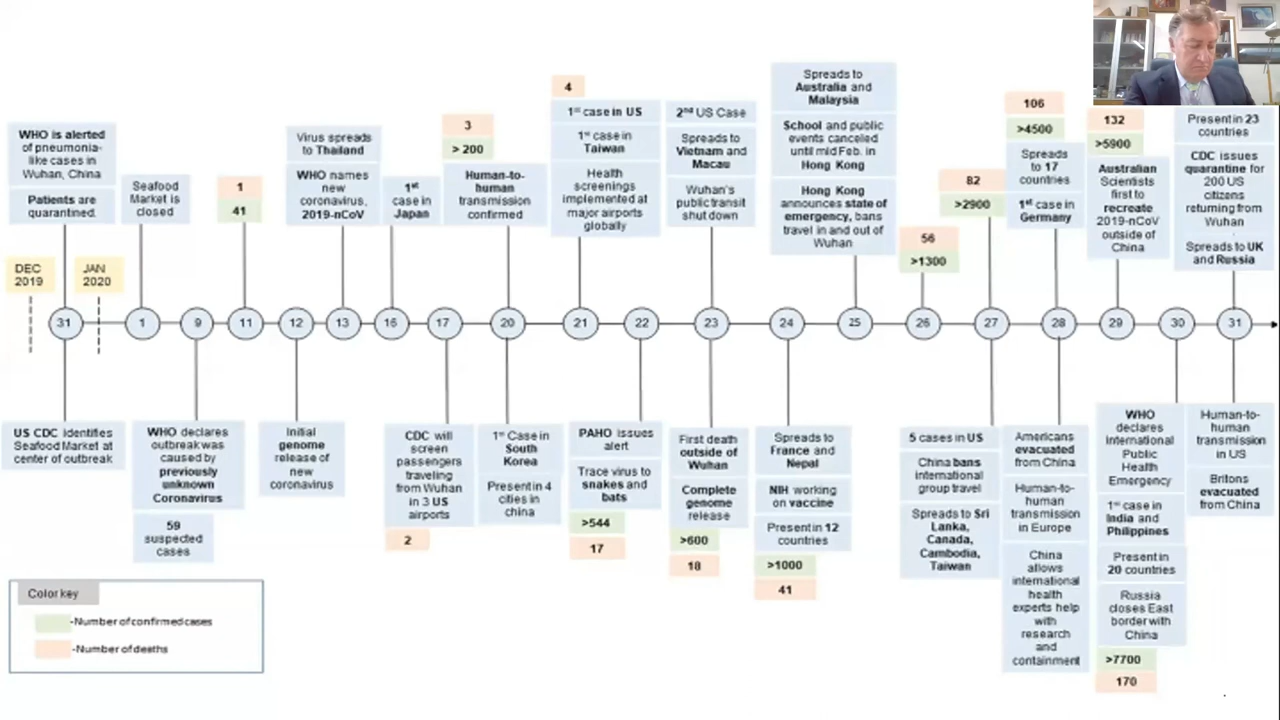 WHO is alerted
of pneumonia-
like cases in
Wuhan, China
Patients are
quarantined.
Seafood
Market is
closed
1
41
Virus spreads
to Thailand
WHO names
new
coronavirus,
2019-nCoV
1st
case in
Japan
3
> 200
Human-to-
human
transmission
confirmed
4
1st case in US
1st case in
Taiwan
Health
screenings
implemented at
major airports
globally
2nd US Case
Spreads to
Vietnam and
Macau
Wuhan's
public transit
shut down
Spreads to
Australia and
Malaysia
School and public
events canceled
until mid Feb. in
Hong Kong
Hong Kong
announces state of
emergency, bans
travel in and out of
Wuhan
56
>1300
82
>2900
106
>4500
Spreads
to 17
countries
1st case in
Germany
132
>5900
Australian
Scientists
first to
recreate
2019-nCoV
outside of
China
Present in 23
countries
CDC issues
quarantine for
200 US
citizens
returning from
Wuhan
Spreads to UK
and Russia
DEC
2019
JAN
2020
31 1 9 11 12 13 16 17 20 21 22 23 24 25 26 27 28 29 30 31
US CDC identifies
Seafood Market at
center of outbreak
WHO declares
outbreak was
caused by
previously
unknown
Coronavirus
59
suspected
cases
Initial
genome
release of
new
coronavirus
CDC will
screen
passengers
traveling
from Wuhan
in 3 US
airports
2
1st Case in
South
Korea
Present in 4
cities in
china
PAHO issues
alert
Trace virus to
snakes and
bats
>544
17
First death
outside of
Wuhan
Complete
genome
release
>600
18
Spreads to
France and
Nepal
NIH working
on vaccine
Present in 12
countries
>1000
41
5 cases in US
China bans
international
group travel
Spreads to Sri
Lanka,
Canada,
Cambodia,
Taiwan
Americans
evacuated
from China
Human-to-
human
transmission
in Europe
China
allows
international
health
experts help
with
research
and
containment
WHO
declares
International
Public
Health
Emergency
1st case in
India and
Philippines
Present in
20 countries
Russia
closes East
border with
China
>7700
170
Human-to-
human
transmission
in US
Britons
evacuated
from China
Color key
-Number of confirmed cases
-Number of deaths